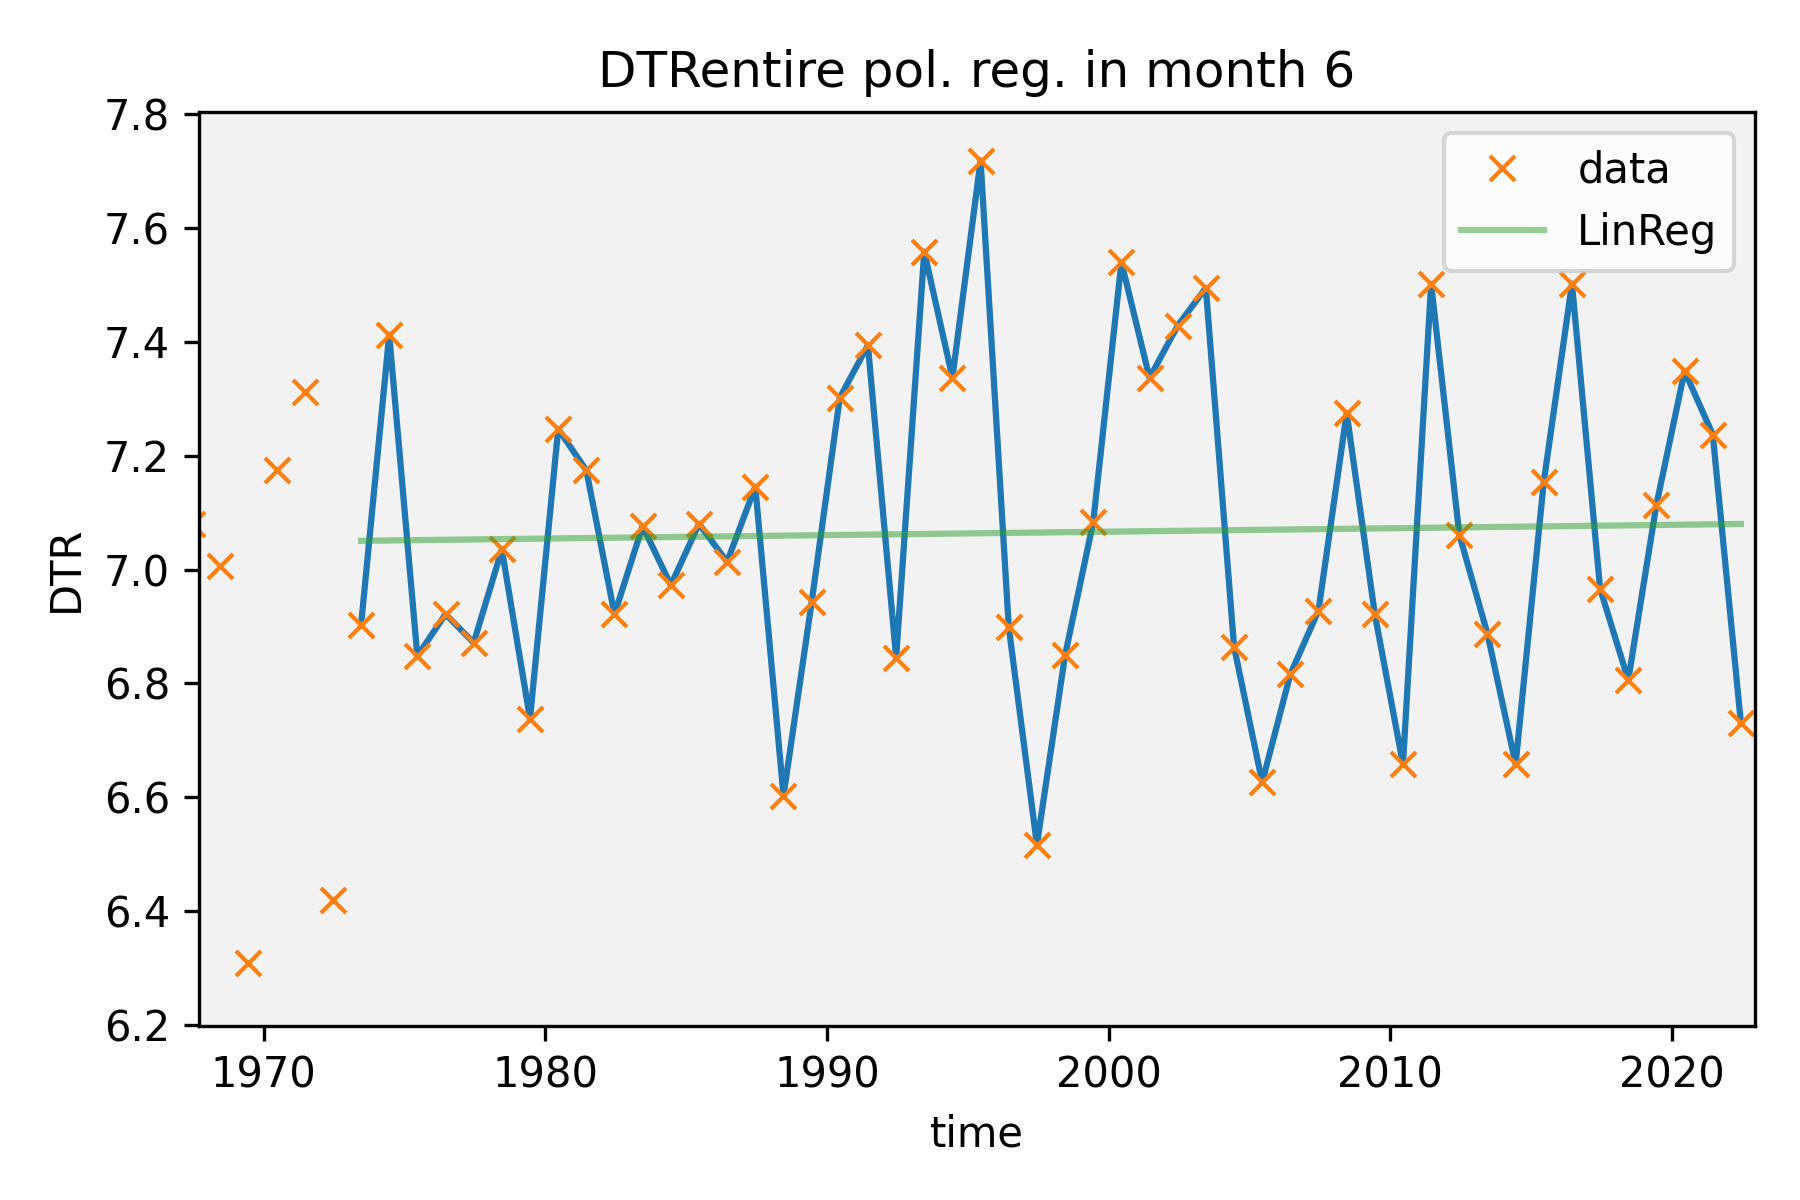 DTRentire pol. reg. in month 6
7.8
7.6
7.4
7.2
7.0
6.8
6.6
6.4
6.2
DTR
data
LinReg
1970 1980 1990 2000 2010 2020
time